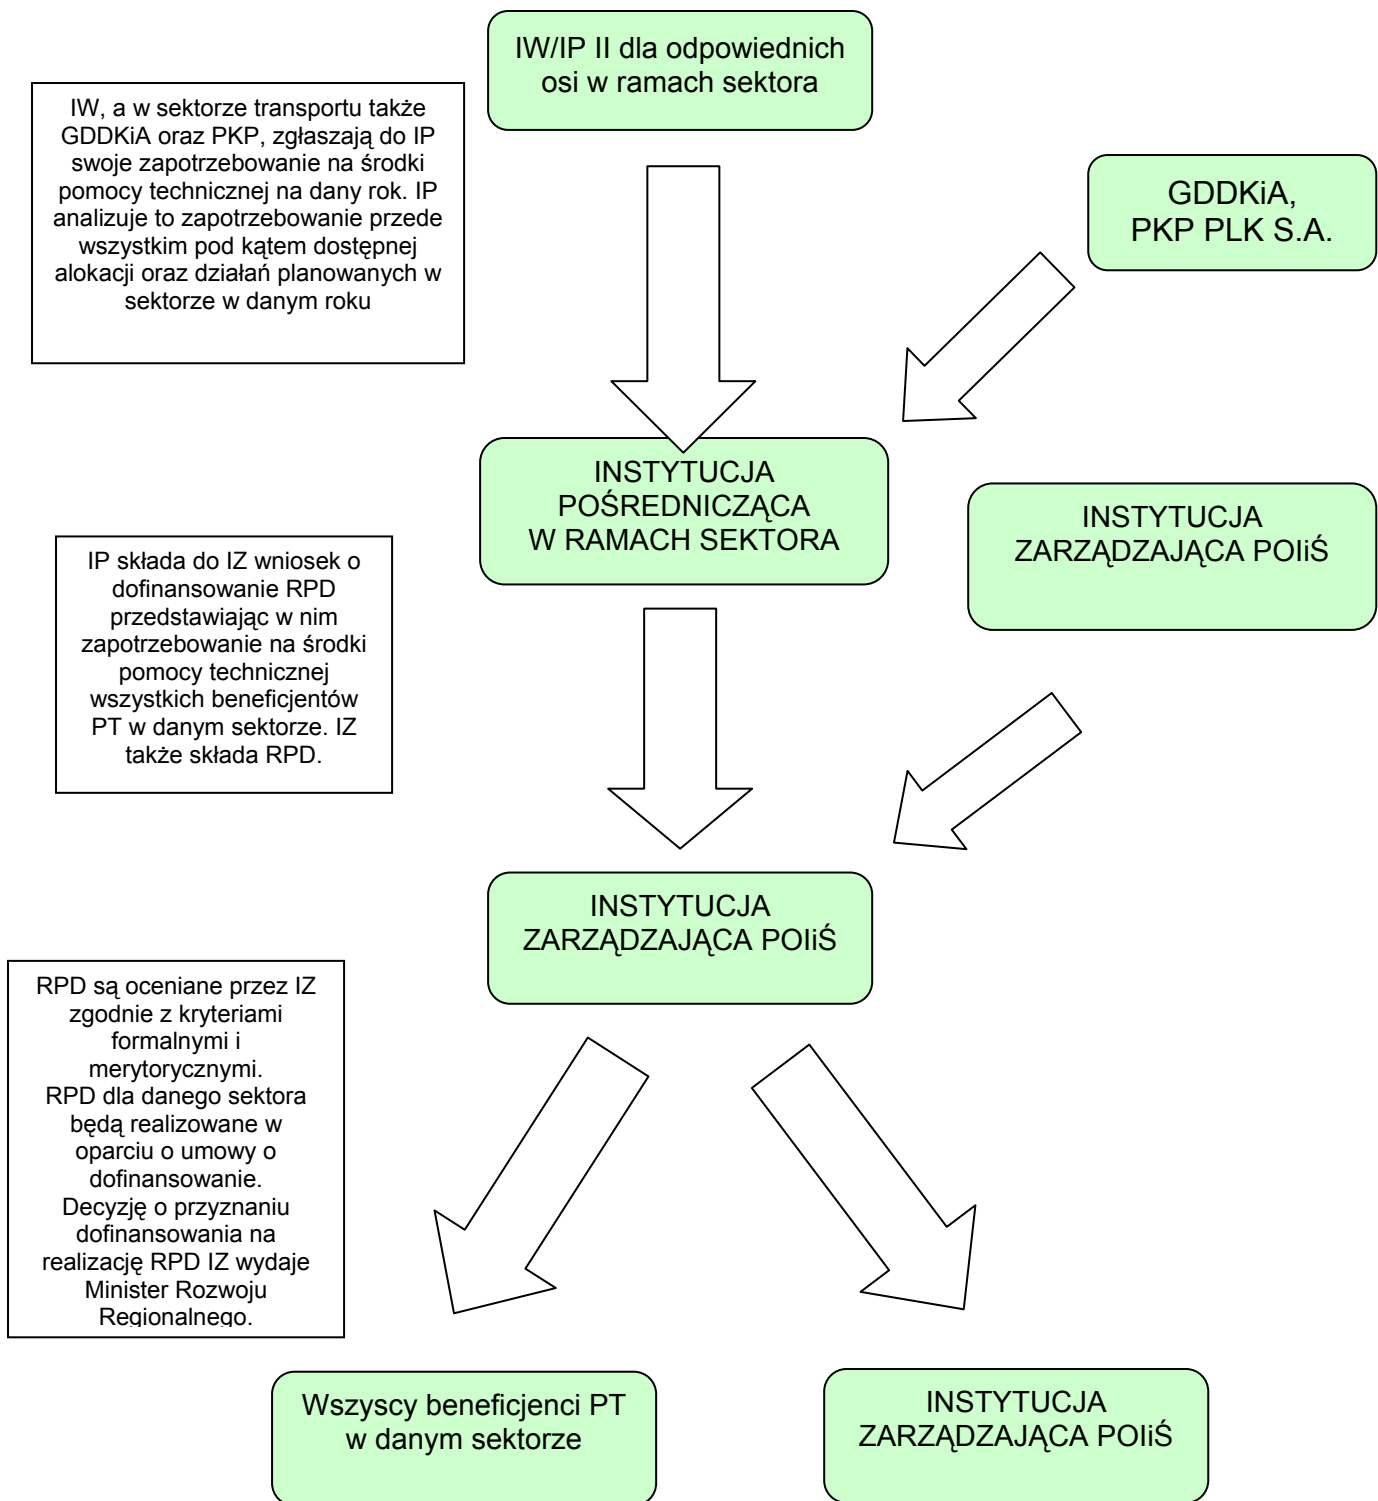 IW/IP II dla odpowiednich
osi w ramach sektora
IW, a w sektorze transportu także
GDDKiA oraz PKP, zgłaszają do IP
swoje zapotrzebowanie na środki
pomocy technicznej na dany rok. IP
analizuje to zapotrzebowanie przede
wszystkim pod kątem dostępnej
alokacji oraz działań planowanych w
sektorze w danym roku
GDDKiA,
PKP PLK S.A.
INSTYTUCJA
POŚREDNICZĄCA
W RAMACH SEKTORA
INSTYTUCJA
ZARZĄDZAJĄCA POIiŚ
IP składa do IZ wniosek o
dofinansowanie RPD
przedstawiając w nim
zapotrzebowanie na środki
pomocy technicznej
wszystkich beneficjentów
PT w danym sektorze. IZ
także składa RPD.
INSTYTUCJA
ZARZĄDZAJĄCA POIiŚ
RPD są oceniane przez IZ
zgodnie z kryteriami
formalnymi i
merytorycznymi.
RPD dla danego sektora
będą realizowane w
oparciu o umowy o
dofinansowanie.
Decyzję o przyznaniu
dofinansowania na
realizację RPD IZ wydaje
Minister Rozwoju
Regionalnego.
Wszyscy beneficjenci PT
w danym sektorze
INSTYTUCJA
ZARZĄDZAJĄCA POIiŚ